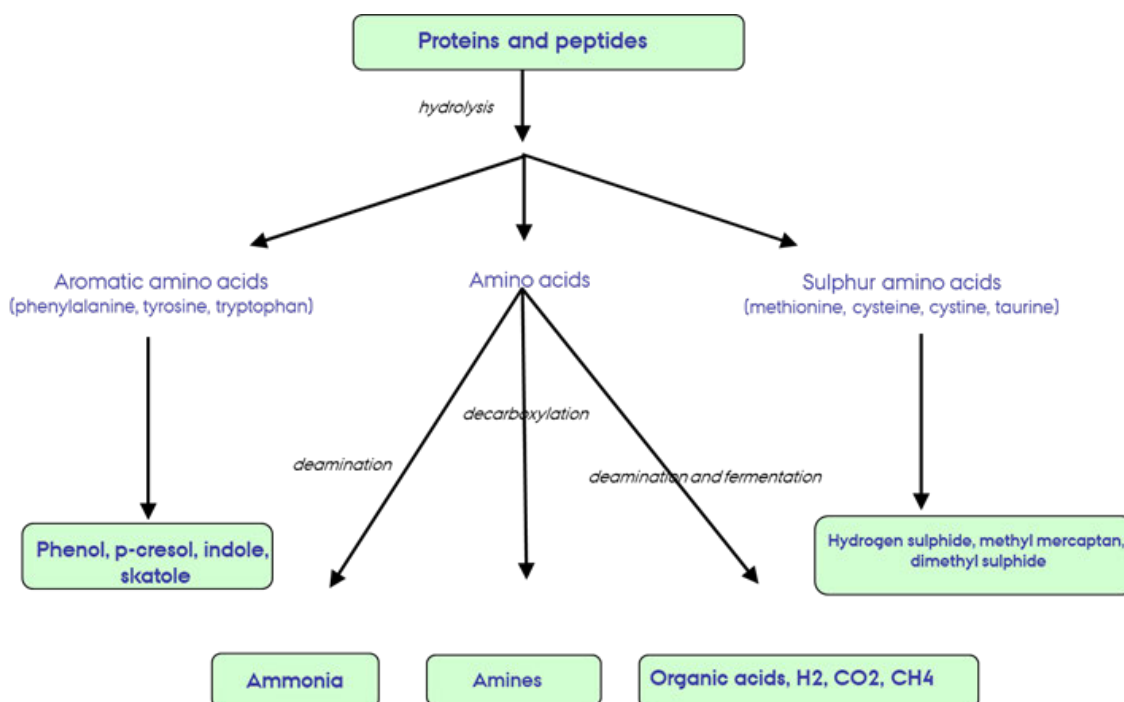 Proteins and peptides
hydrolysis
Aromatic amino acids
(phenylalanine, tyrosine, tryptophan)
Amino acids
Sulphur amino acids
(methionine, cysteine, cystine, taurine)
decarboxylation
deamination
deamination and fermentation
Phenol, p-cresol, indole,
skatole
Hydrogen sulphide, methyl mercaptan,
dimethyl sulphide
Ammonia
Amines
Organic acids, H2, CO2, CH4